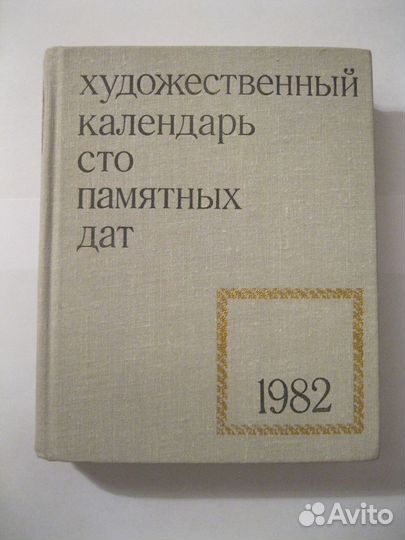 художественный
календарь
сто
памятных
дат
1982
Avito